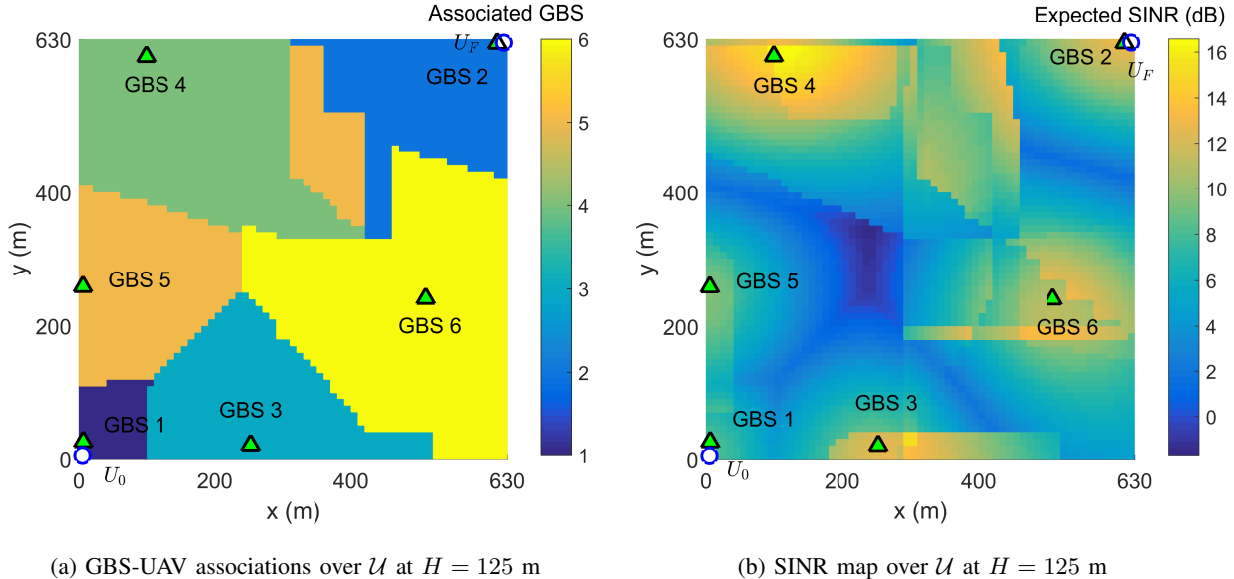 Associated GBS
630
400
200
0
y (m)
0
200
400
630
x (m)
6
5
4
3
2
1
GBS 4
U_F
GBS 2
GBS 5
GBS 6
GBS 3
GBS 1
U_0
(a) GBS-UAV associations over 𝒰 at H = 125 m
Expected SINR (dB)
630
400
200
0
y (m)
0
200
400
630
x (m)
16
14
12
10
8
6
4
2
0
GBS 4
GBS 2
U_F
GBS 5
GBS 6
GBS 3
GBS 1
U_0
(b) SINR map over 𝒰 at H = 125 m